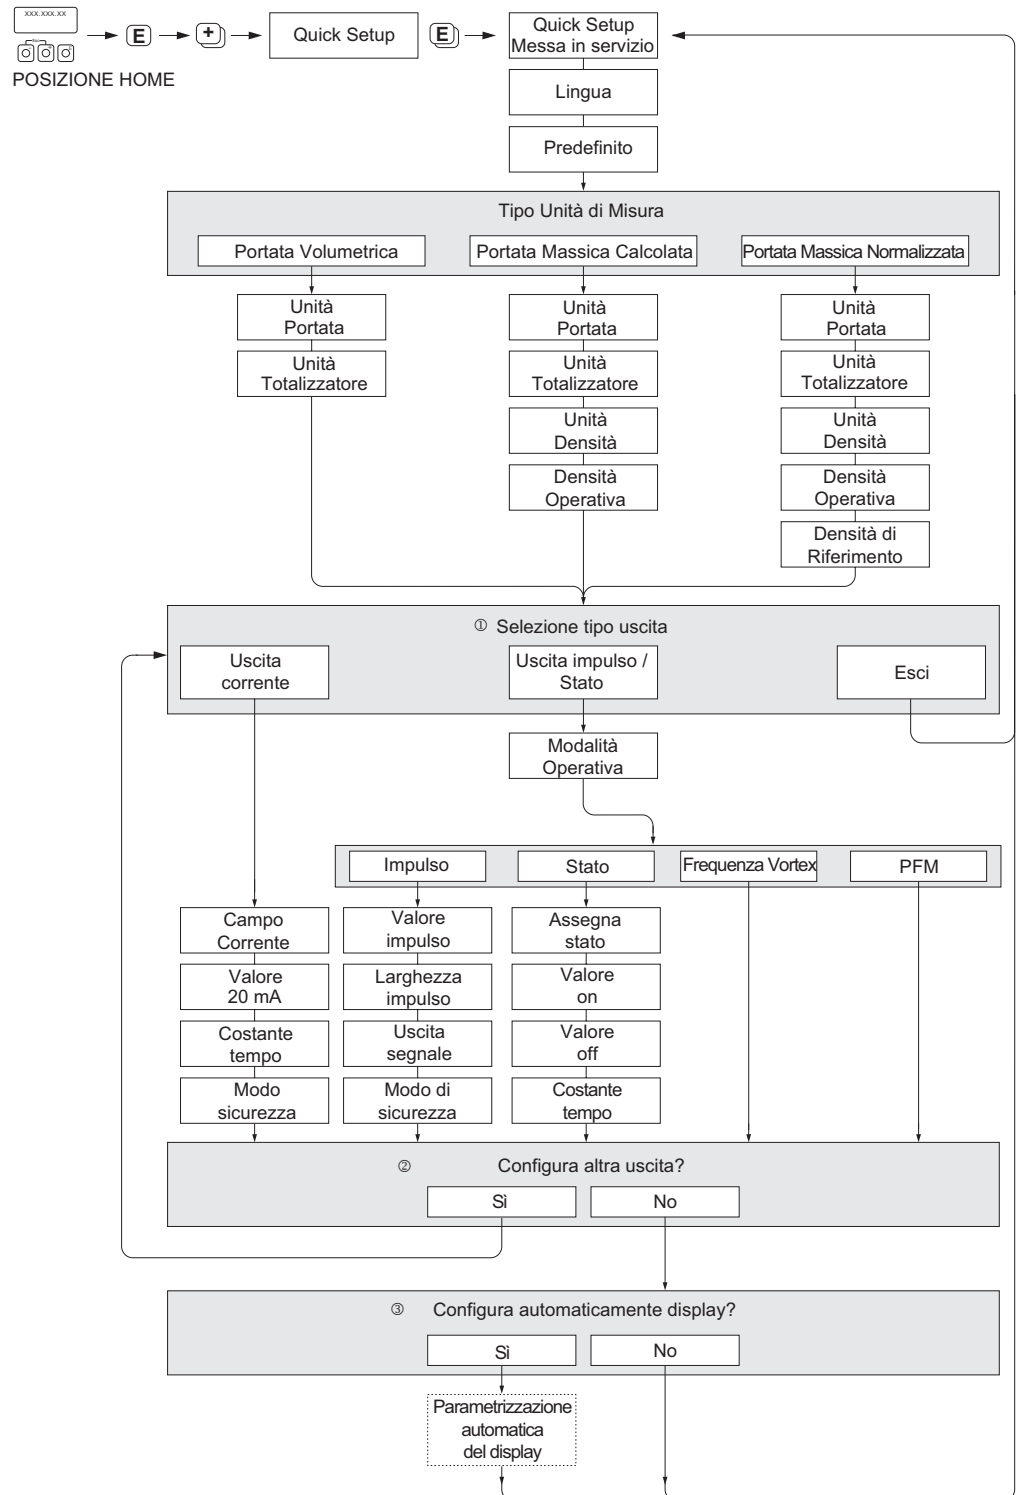 xxx.xxx.xx
Esc
E
+
Quick Setup
E
Quick Setup
Messa in servizio
POSIZIONE HOME
Lingua
Predefinito
Tipo Unità di Misura
Portata Volumetrica
Portata Massica Calcolata
Portata Massica Normalizzata
Unità
Portata
Unità
Portata
Unità
Portata
Unità
Totalizzatore
Unità
Totalizzatore
Unità
Totalizzatore
Unità
Densità
Unità
Densità
Densità
Operativa
Densità
Operativa
Densità di
Riferimento
① Selezione tipo uscita
Uscita
corrente
Uscita impulso /
Stato
Esci
Modalità
Operativa
Impulso
Stato
Frequenza Vortex
PFM
Campo
Corrente
Valore
impulso
Assegna
stato
Valore
20 mA
Larghezza
impulso
Valore
on
Costante
tempo
Uscita
segnale
Valore
off
Modo
sicurezza
Modo di
sicurezza
Costante
tempo
② Configura altra uscita?
Sì
No
③ Configura automaticamente display?
Sì
No
Parametrizzazione
automatica
del display